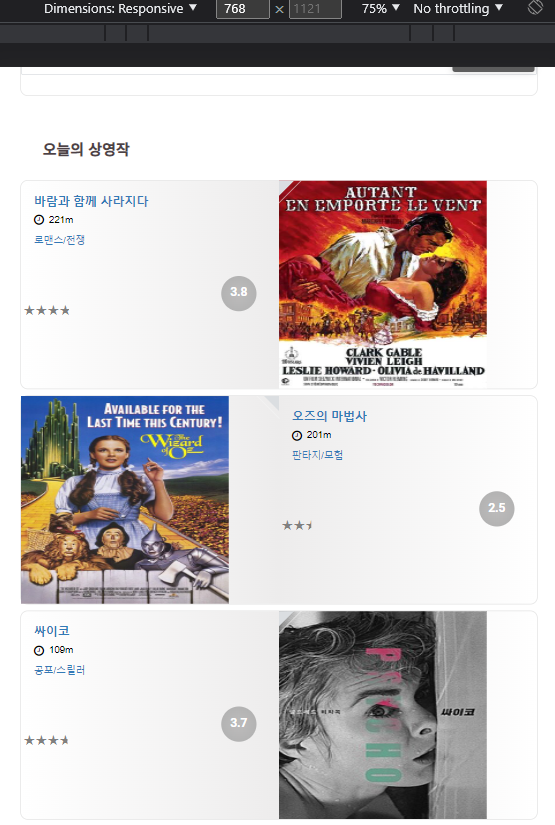 Dimensions: Responsive ▼ 768 × 1121 75% ▼ No throttling ▼
오늘의 상영작
바람과 함께 사라지다
221m
로맨스/전쟁
3.8
AUTANT
EN EMPORTE LE VENT
CLARK GABLE
VIVIEN LEIGH
LESLIE HOWARD · OLIVIA de HAVILLAND
AVAILABLE FOR THE
LAST TIME THIS CENTURY!
The
Wizard
of Oz
오즈의 마법사
201m
판타지/모험
2.5
싸이코
109m
공포/스릴러
3.7
PSYCHO
싸이코